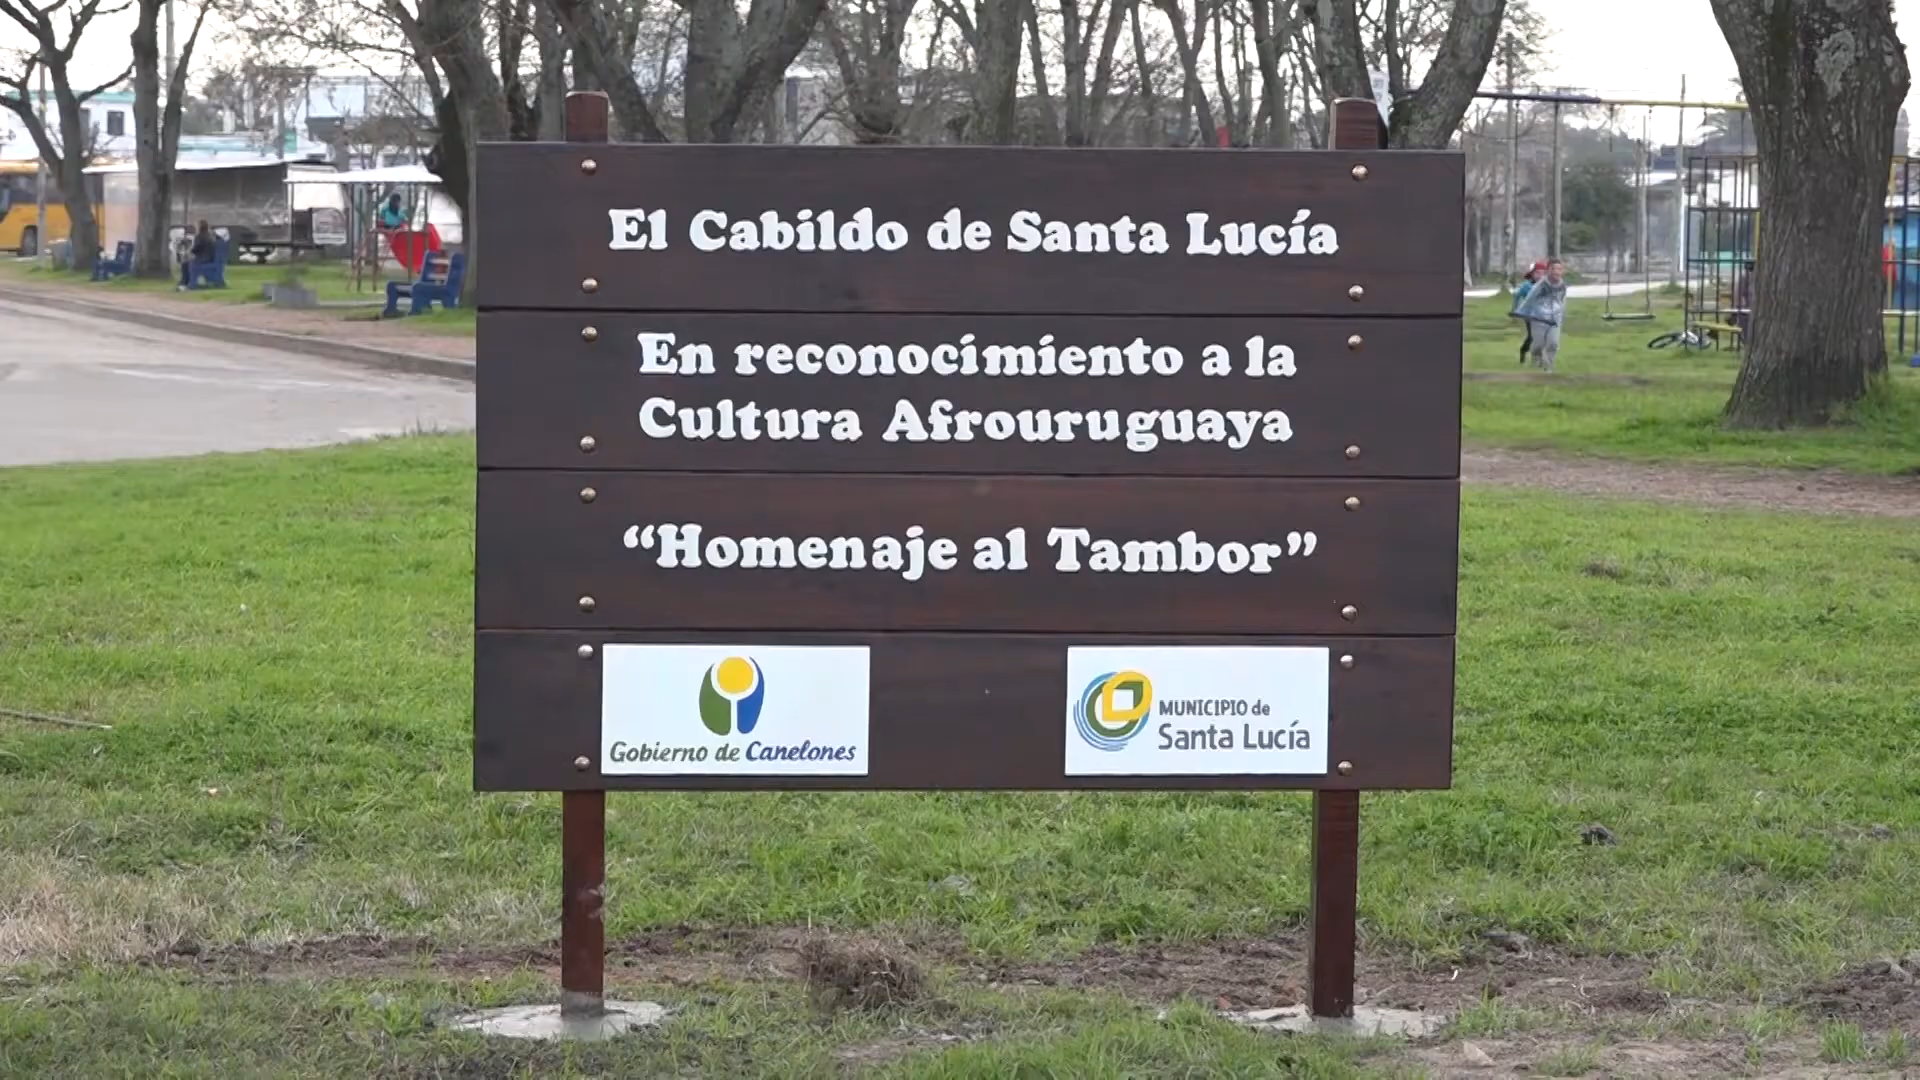 El Cabildo de Santa Lucía
En reconocimiento a la
Cultura Afrouruguaya
“Homenaje al Tambor”
Gobierno de Canelones
MUNICIPIO de
Santa Lucía